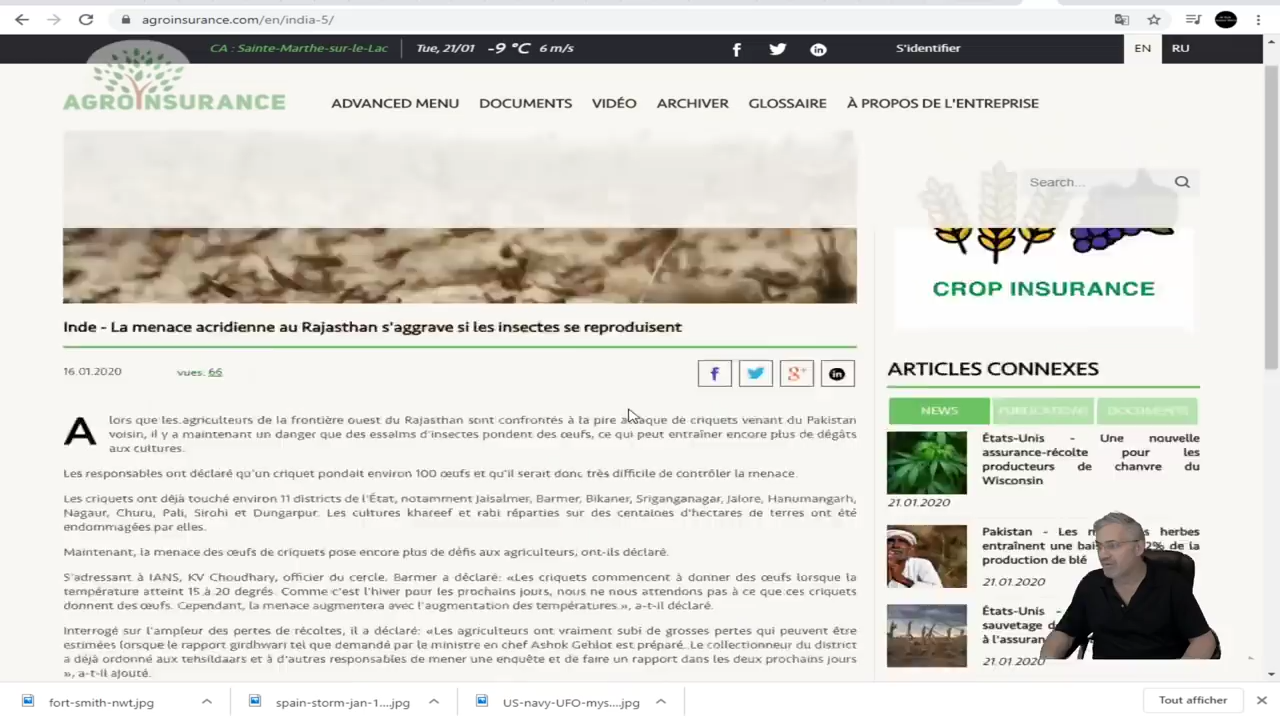 agroinsurance.com/en/india-5/
CA : Sainte-Marthe-sur-le-Lac
Tue, 21/01 -9 °C 6 m/s
S'identifier
EN RU
AGROINSURANCE
ADVANCED MENU DOCUMENTS VIDÉO ARCHIVER GLOSSAIRE À PROPOS DE L'ENTREPRISE
Search...
CROP INSURANCE
Inde - La menace acridienne au Rajasthan s'aggrave si les insectes se reproduisent
16.01.2020 vues: 66
Alors que les agriculteurs de la frontière ouest du Rajasthan sont confrontés à la pire attaque de criquets venant du Pakistan
voisin, il y a maintenant un danger que des essaims d'insectes pondent des œufs, ce qui peut entraîner encore plus de dégâts
aux cultures.
Les responsables ont déclaré qu'un criquet pondait environ 100 œufs et qu'il serait donc très difficile de contrôler la menace.
Les criquets ont déjà touché environ 11 districts de l'État, notamment Jaisalmer, Barmer, Bikaner, Sriganganagar, Jalore, Hanumangarh,
Nagaur, Churu, Pali, Sirohi et Dungarpur. Les cultures khareef et rabi réparties sur des centaines d'hectares de terres ont été
endommagées par elles.
Maintenant, la menace des œufs de criquets pose encore plus de défis aux agriculteurs, ont-ils déclaré.
S'adressant à IANS, KV Choudhary, officier du cercle, Barmer a déclaré: «Les criquets commencent à donner des œufs lorsque la
température atteint 15 à 20 degrés. Comme c'est l'hiver pour les prochains jours, nous ne nous attendons pas à ce que ces criquets
donnent des œufs. Cependant, la menace augmentera avec l'augmentation des températures.», a-t-il déclaré.
Interrogé sur l'ampleur des pertes de récoltes, il a déclaré: «Les agriculteurs ont vraiment subi de grosses pertes qui peuvent être
estimées lorsque le rapport girdhwari tel que demandé par le ministre en chef Ashok Gehlot est préparé. Le collectionneur du district
a déjà ordonné aux tehsildaars et à d'autres responsables de mener une enquête et de faire un rapport dans les deux prochains jours
», a-t-il ajouté.
ARTICLES CONNEXES
NEWS PUBLICATIONS DOCUMENTS
États-Unis - Une nouvelle
assurance-récolte pour les
producteurs de chanvre du
Wisconsin
21.01.2020
Pakistan - Les herbes
entraînent une 2% de la
production de blé
21.01.2020
États-Unis -
sauvetage
à
21.01.2020
fort-smith-nwt.jpg
spain-storm-jan-1....jpg
US-navy-UFO-mys....jpg
Tout afficher